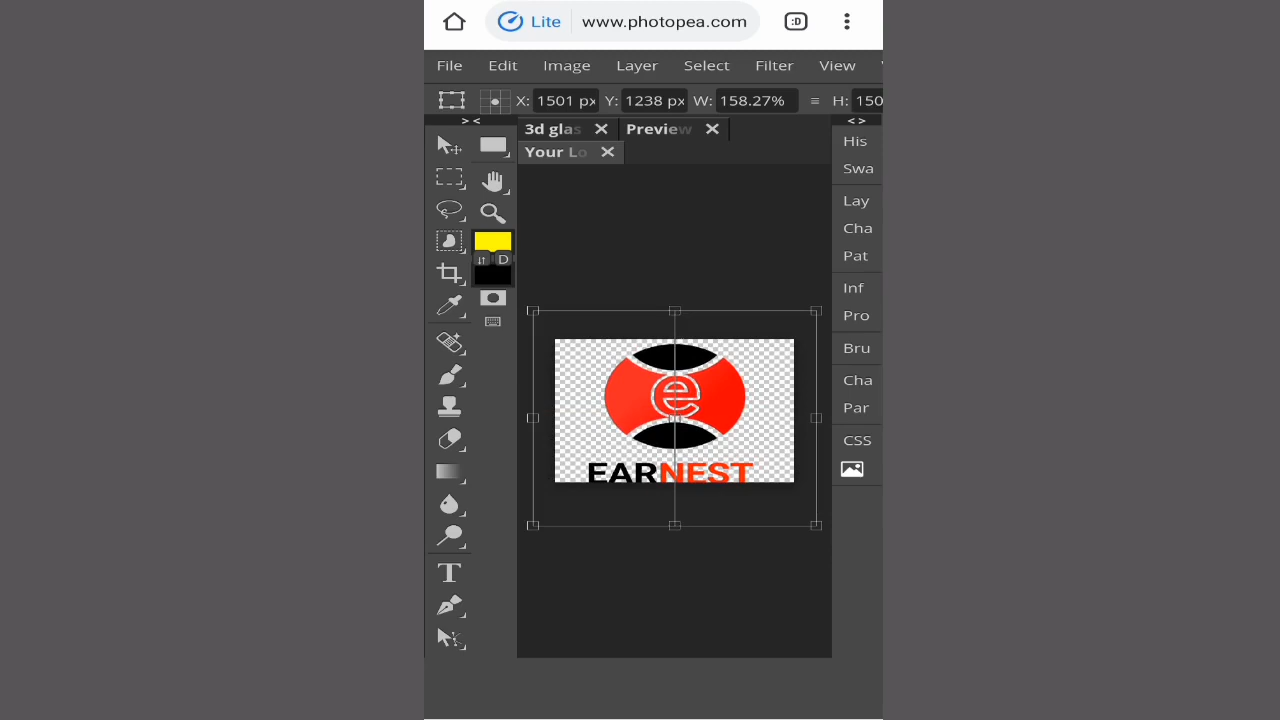 Lite www.photopea.com :D
File Edit Image Layer Select Filter View
X: 1501 px Y: 1238 px W: 158.27% H: 150
> < < >
3d glas Preview
Your Lo
His
Swa
Lay
Cha
Pat
D
Inf
Pro
Bru
Cha
Par
CSS
e
EARNEST
T